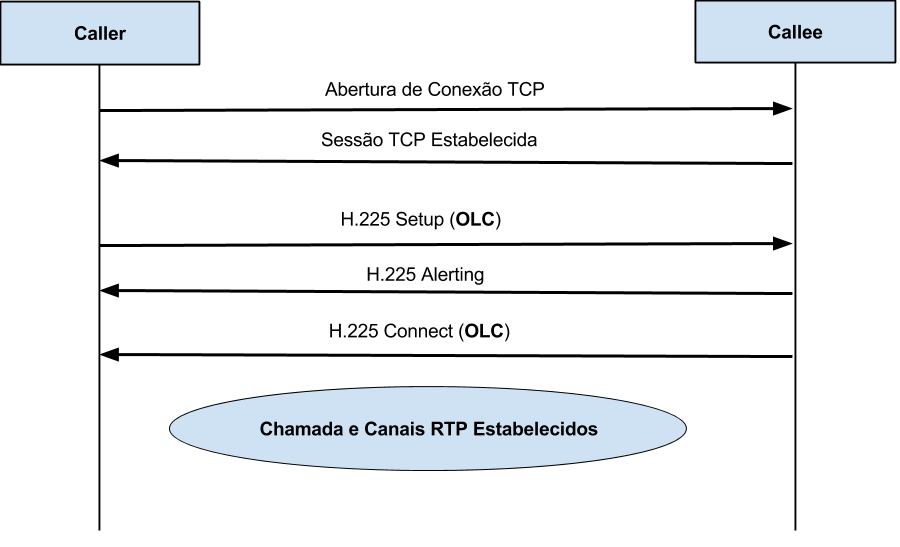 Caller
Callee
Abertura de Conexão TCP
Sessão TCP Estabelecida
H.225 Setup (OLC)
H.225 Alerting
H.225 Connect (OLC)
Chamada e Canais RTP Estabelecidos